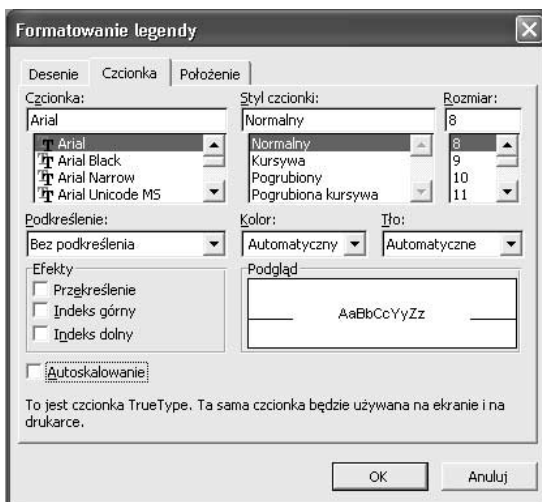 Formatowanie legendy
Desenie Czcionka Położenie
Czcionka: Styl czcionki: Rozmiar:
Arial Normalny 8
Arial Normalny 8
Arial Black Kursywa 9
Arial Narrow Pogrubiony 10
Arial Unicode MS Pogrubiona kursywa 11
Podkreślenie: Kolor: Tło:
Bez podkreślenia Automatyczny Automatyczne
Efekty Podgląd
Przekreślenie
Indeks górny AaBbCcYyZz
Indeks dolny
Autoskalowanie
To jest czcionka TrueType. Ta sama czcionka będzie używana na ekranie i na
drukarce.
OK Anuluj